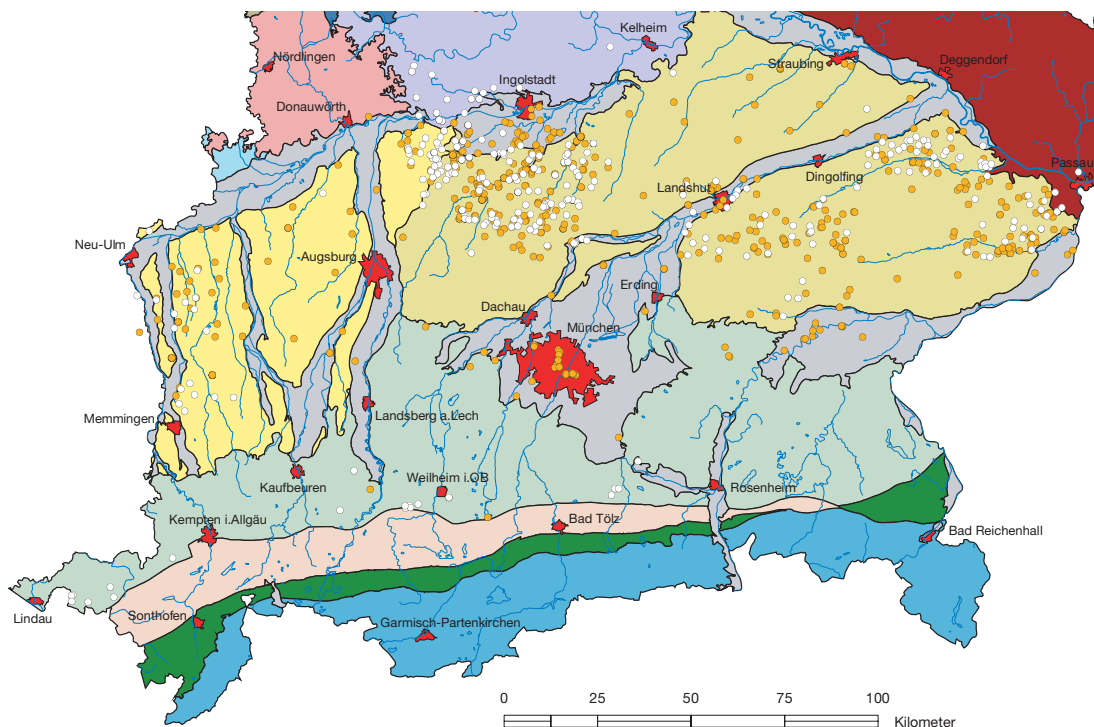 Kelheim
Nördlingen
Straubing
Deggendorf
Ingolstadt
Donauwörth
Passau
Dingolfing
Landshut
Neu-Ulm
Augsburg
Erding
Dachau
München
Memmingen
Landsberg a.Lech
Kaufbeuren
Weilheim i.OB
Rosenheim
Kempten i.Allgäu
Bad Tölz
Bad Reichenhall
Lindau
Sonthofen
Garmisch-Partenkirchen
0 25 50 75 100
Kilometer